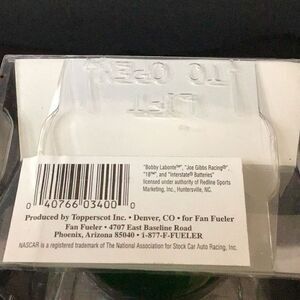 LIFT
TO OPEN
"Bobby Labonte™", "Joe Gibbs Racing®",
"18™", and "Interstate® Batteries"
licensed under authority of Redline Sports
Marketing, Inc., Huntersville, NC.
0 40766 03400 0
Produced by Topperscot Inc. • Denver, CO • for Fan Fueler
Fan Fueler • 4707 East Baseline Road
Phoenix, Arizona 85040 • 1-877-F-FUELER
NASCAR is a registered trademark of The National Association for Stock Car Auto Racing, Inc.